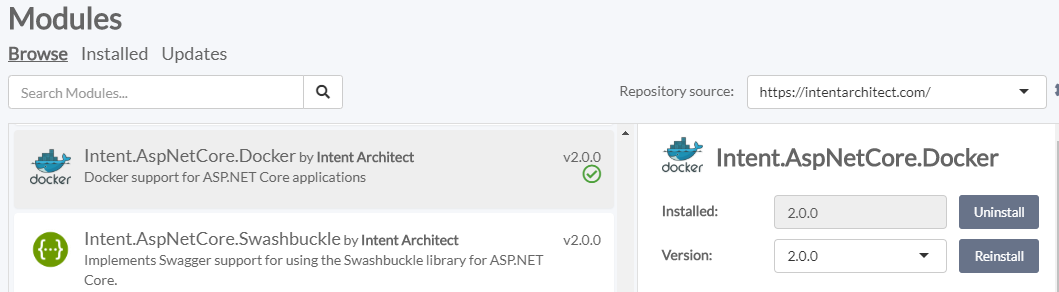 Modules
Browse Installed Updates
Search Modules...
Repository source: https://intentarchitect.com/
docker
Intent.AspNetCore.Docker by Intent Architect v2.0.0
Docker support for ASP.NET Core applications
Intent.AspNetCore.Swashbuckle by Intent Architect v2.0.0
Implements Swagger support for using the Swashbuckle library for ASP.NET
Core.
docker
Intent.AspNetCore.Docker
Installed: 2.0.0 Uninstall
Version: 2.0.0 Reinstall